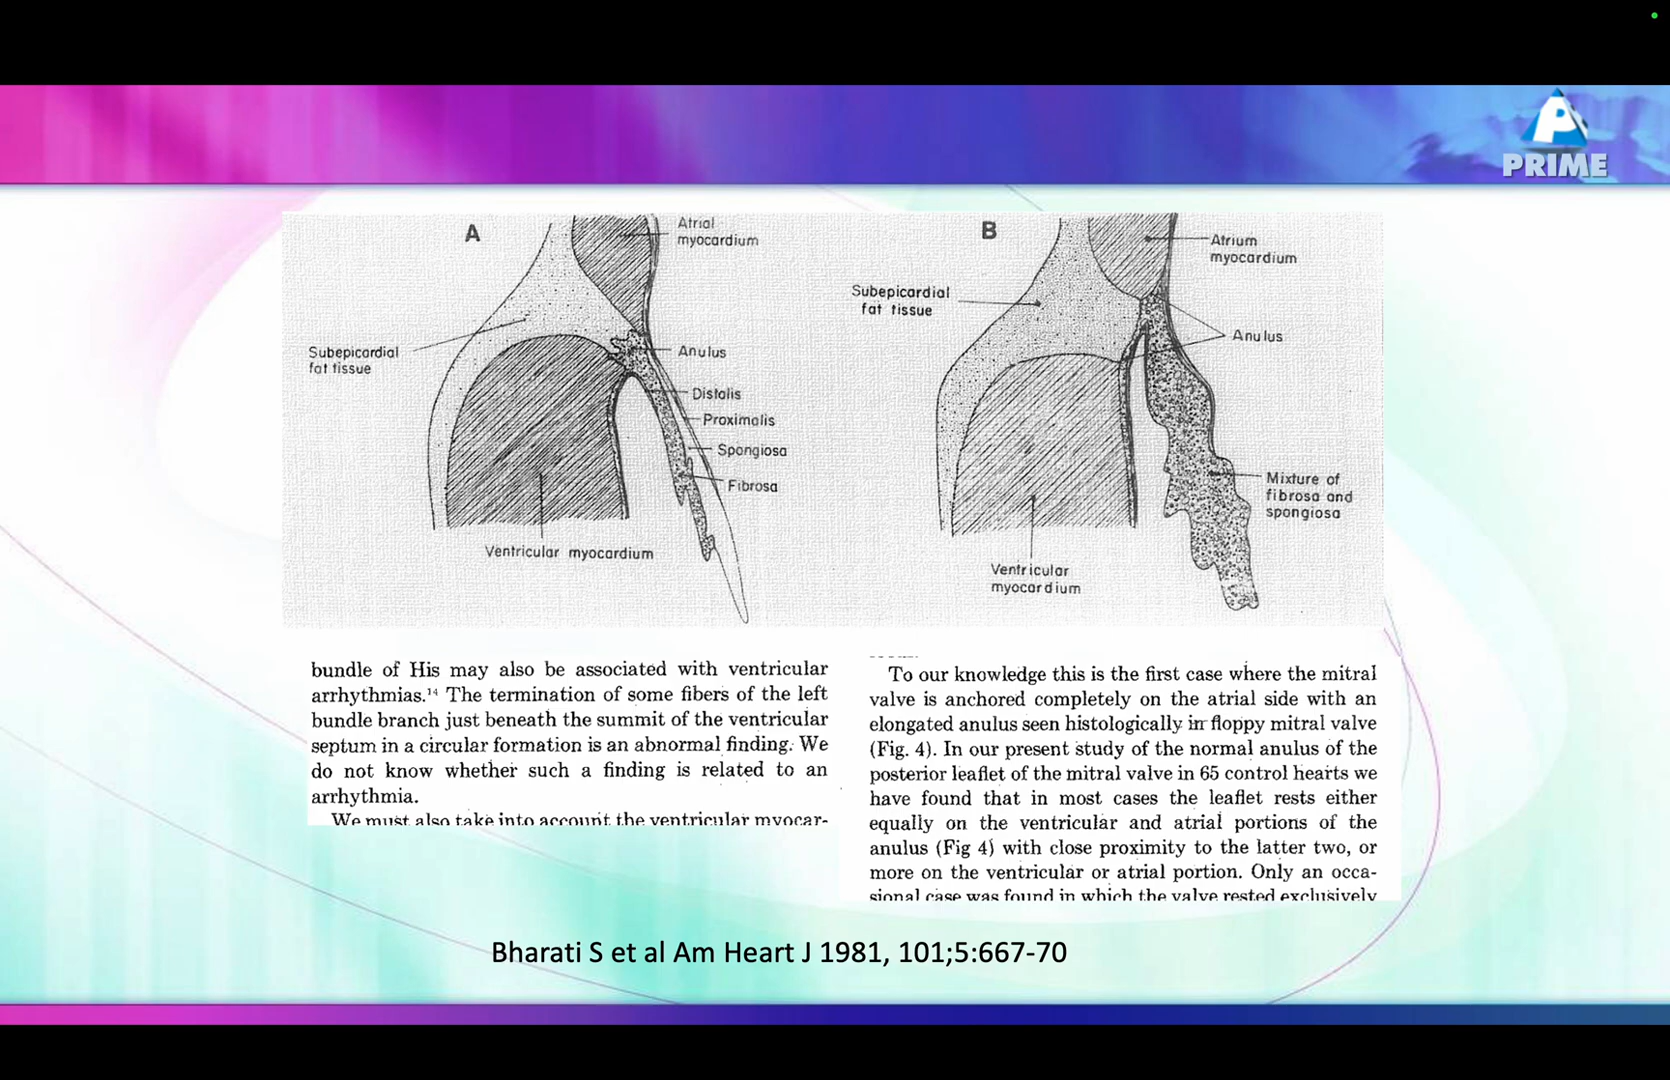 PRIME
A
Atrial
myocardium
Subepicardial
fat tissue
Anulus
Distalis
Proximalis
Spongiosa
Fibrosa
Ventricular myocardium
B
Atrium
myocardium
Subepicardial
fat tissue
Anulus
Mixture of
fibrosa and
spongiosa
Ventricular
myocardium
bundle of His may also be associated with ventricular
arrhythmias.¹⁴ The termination of some fibers of the left
bundle branch just beneath the summit of the ventricular
septum in a circular formation is an abnormal finding. We
do not know whether such a finding is related to an
arrhythmia.
We must also take into account the ventricular myocar-
To our knowledge this is the first case where the mitral
valve is anchored completely on the atrial side with an
elongated anulus seen histologically in floppy mitral valve
(Fig. 4). In our present study of the normal anulus of the
posterior leaflet of the mitral valve in 65 control hearts we
have found that in most cases the leaflet rests either
equally on the ventricular and atrial portions of the
anulus (Fig 4) with close proximity to the latter two, or
more on the ventricular or atrial portion. Only an occa-
sional case was found in which the valve rested exclusively
Bharati S et al Am Heart J 1981, 101;5:667-70